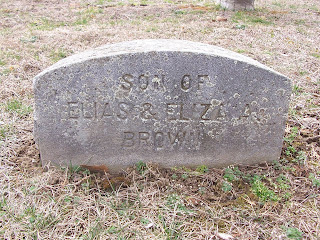 SON OF
ELIAS & ELIZA A.
BROWN